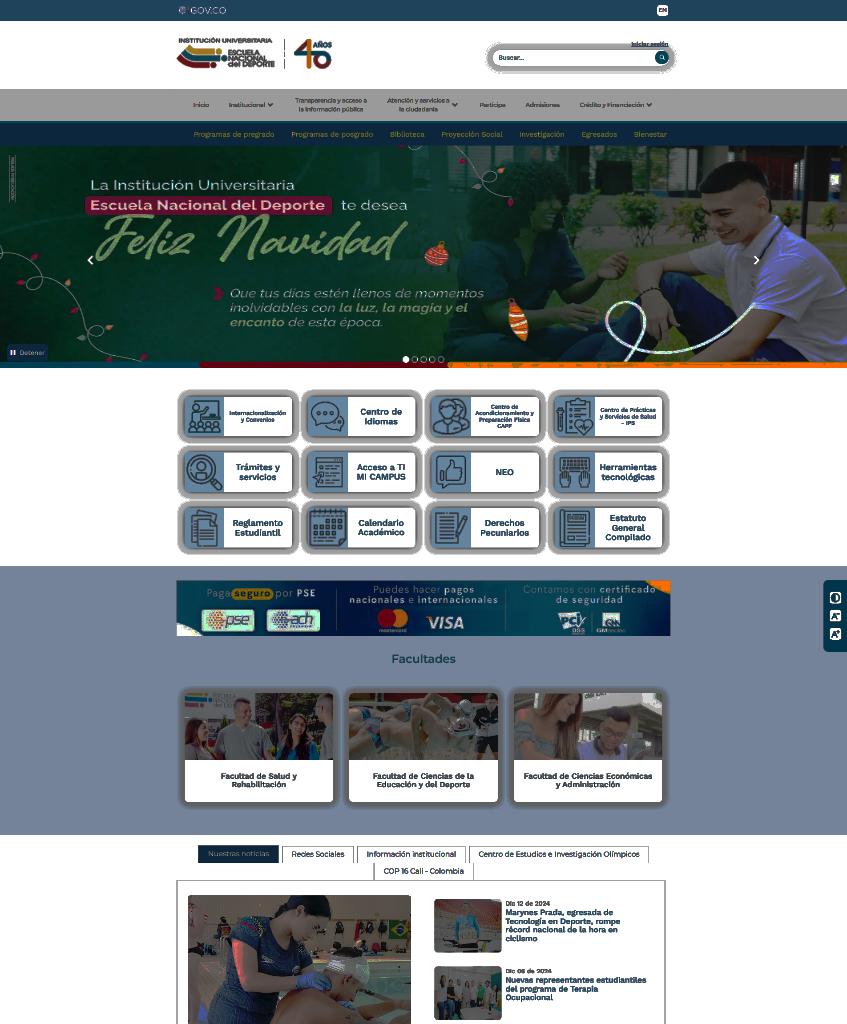 GOV.CO
EN
INSTITUCIÓN UNIVERSITARIA
ESCUELA
NACIONAL
del DEPORTE
40 AÑOS
Iniciar sesión
Buscar...
Inicio
Institucional
Transparencia y acceso a
la información pública
Atención y servicios a
la ciudadanía
Participa
Admisiones
Crédito y Financiación
Programas de pregrado
Programas de posgrado
Biblioteca
Proyección Social
Investigación
Egresados
Bienestar
La Institución Universitaria
Escuela Nacional del Deporte te desea
Feliz Navidad
Que tus días estén llenos de momentos
inolvidables con la luz, la magia y el
encanto de esta época.
Detener
Internacionalización
y Convenios
Centro de
Idiomas
Centro de
Acondicionamiento y
Preparación Física
CAPF
Centro de Prácticas
y Servicios de Salud
- IPS
Trámites y
servicios
Acceso a TI
MI CAMPUS
NEO
Herramientas
tecnológicas
Reglamento
Estudiantil
Calendario
Académico
Derechos
Pecuniarios
Estatuto
General
Compilado
Paga seguro por PSE
pse
ach
Puedes hacer pagos
nacionales e internacionales
mastercard
VISA
Contamos con certificado
de seguridad
PCI
DSS
Facultades
Facultad de Salud y
Rehabilitación
Facultad de Ciencias de la
Educación y del Deporte
Facultad de Ciencias Económicas
y Administración
Nuestras noticias
Redes Sociales
Información institucional
Centro de Estudios e Investigación Olímpicos
COP 16 Cali - Colombia
Dic 12 de 2024
Marynes Prada, egresada de
Tecnología en Deporte, rompe
récord nacional de la hora en
ciclismo
Dic 06 de 2024
Nuevas representantes estudiantiles
del programa de Terapia
Ocupacional